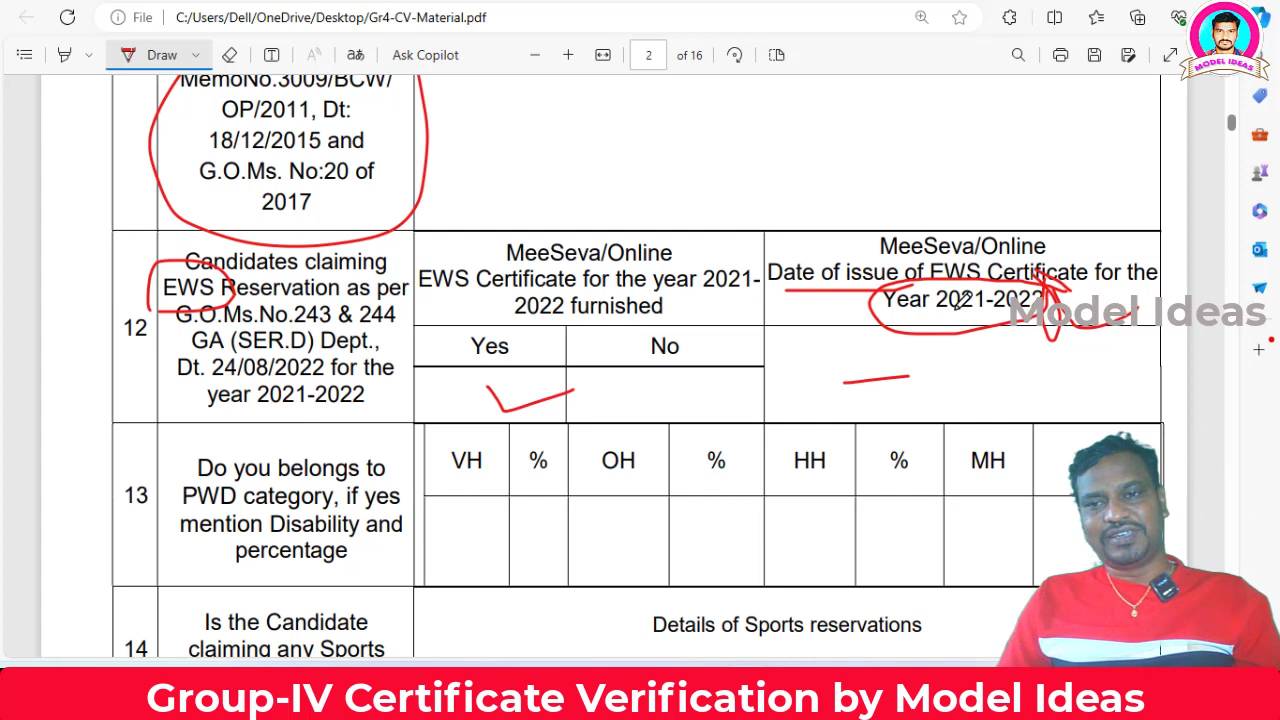 File
C:/Users/Dell/OneDrive/Desktop/Gr4-CV-Material.pdf
Draw
Ask Copilot
2
of 16
MODEL IDEAS
MemoNo.3009/BCW/
OP/2011, Dt:
18/12/2015 and
G.O.Ms. No:20 of
2017
12
Candidates claiming
EWS Reservation as per
G.O.Ms.No.243 & 244
GA (SER.D) Dept.,
Dt. 24/08/2022 for the
year 2021-2022
MeeSeva/Online
EWS Certificate for the year 2021-
2022 furnished
Yes
No
MeeSeva/Online
Date of issue of EWS Certificate for the
Year 2021-2022
Model Ideas
13
Do you belongs to
PWD category, if yes
mention Disability and
percentage
VH
%
OH
%
HH
%
MH
14
Is the Candidate
claiming any Sports
Details of Sports reservations
Group-IV Certificate Verification by Model Ideas